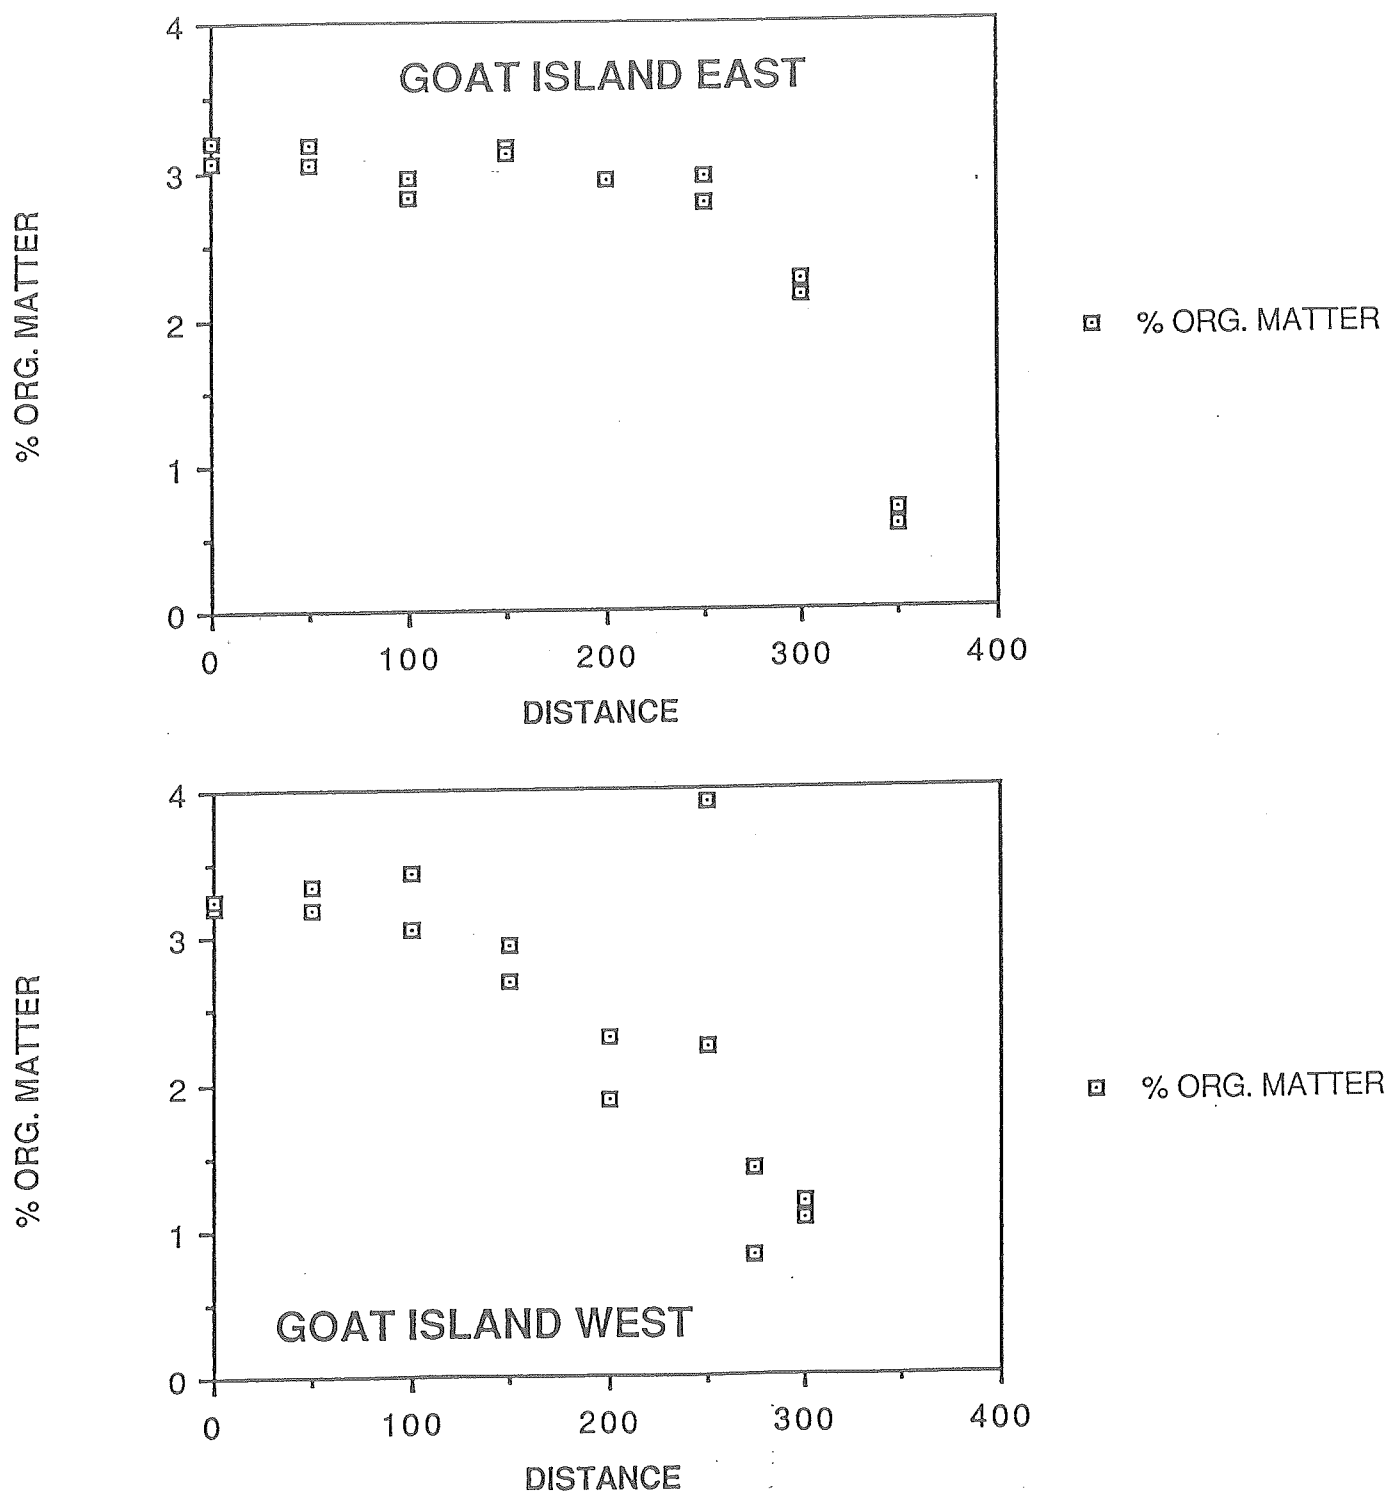 4
GOAT ISLAND EAST
3
% ORG. MATTER
2
% ORG. MATTER
1
0
0 100 200 300 400
DISTANCE
4
3
% ORG. MATTER
2
% ORG. MATTER
1
GOAT ISLAND WEST
0
0 100 200 300 400
DISTANCE